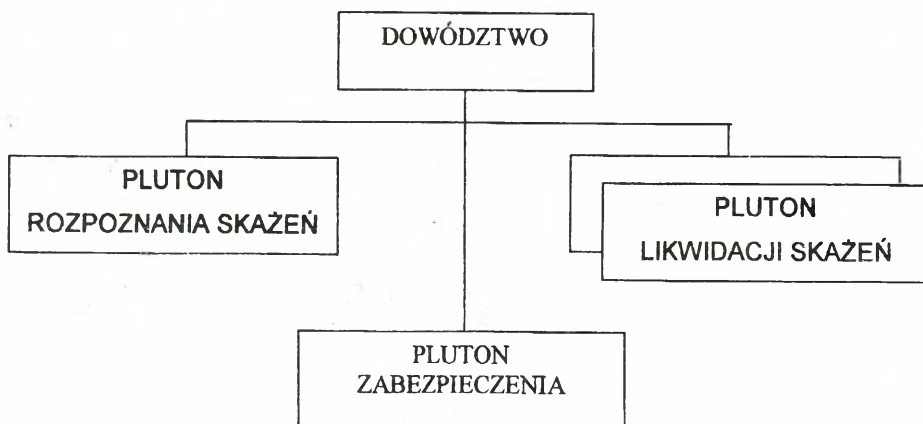 DOWÓDZTWO
PLUTON
ROZPOZNANIA SKAŻEŃ
PLUTON
LIKWIDACJI SKAŻEŃ
PLUTON
ZABEZPIECZENIA